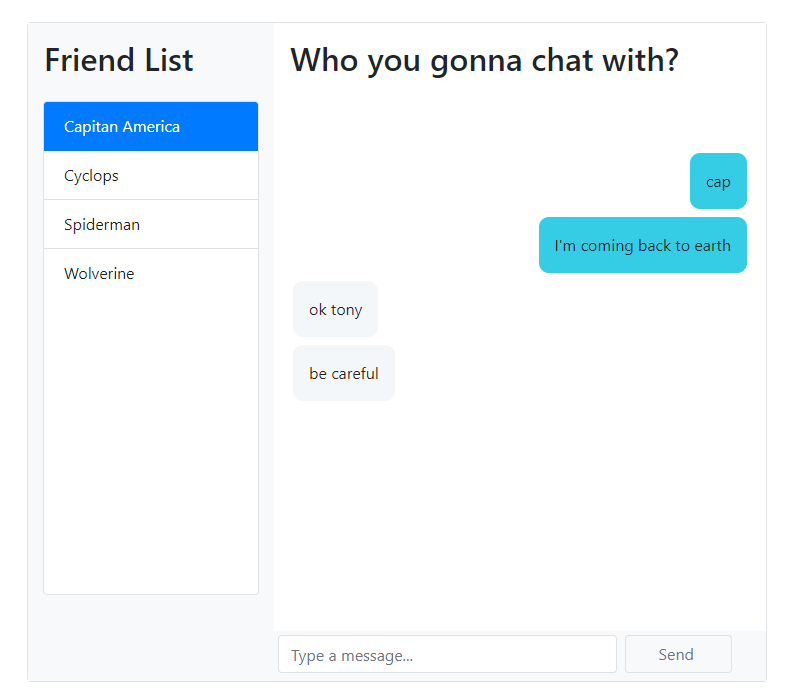 Friend List
Capitan America
Cyclops
Spiderman
Wolverine
Who you gonna chat with?
cap
I'm coming back to earth
ok tony
be careful
Type a message...
Send